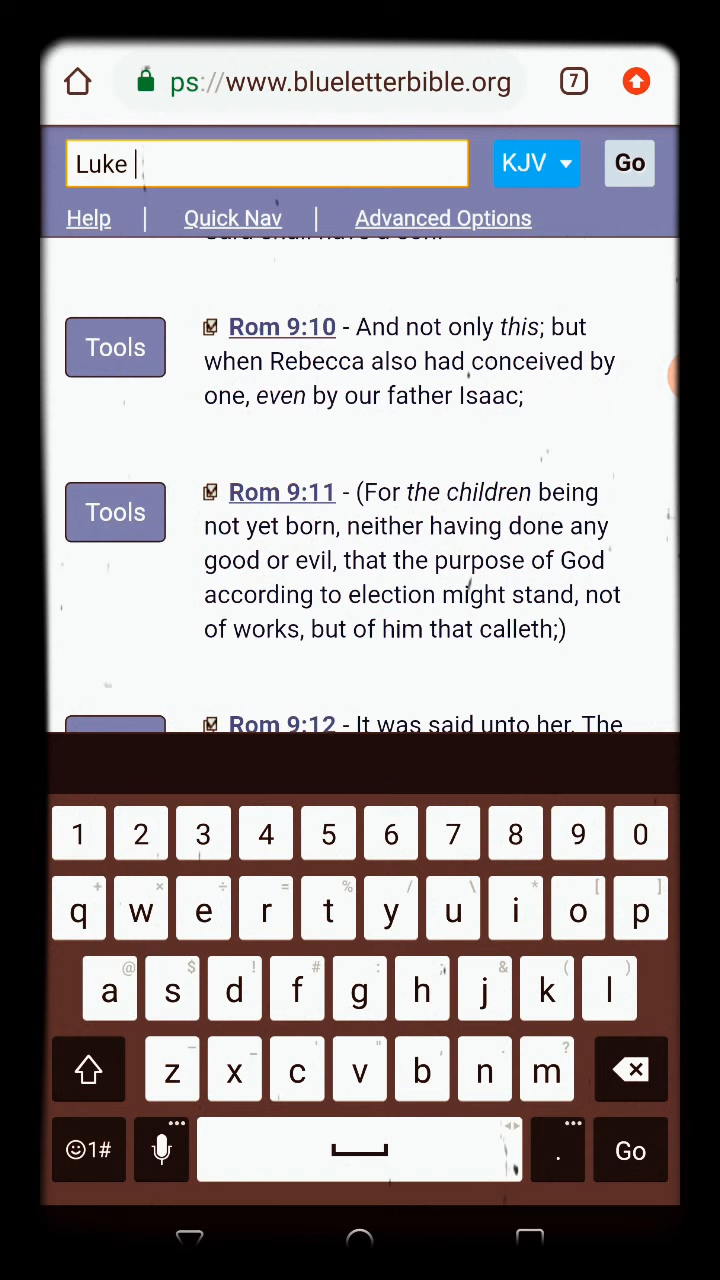 ps://www.blueletterbible.org 7
Luke KJV Go
Help | Quick Nav | Advanced Options
Tools
Rom 9:10 - And not only this; but
when Rebecca also had conceived by
one, even by our father Isaac;
Tools
Rom 9:11 - (For the children being
not yet born, neither having done any
good or evil, that the purpose of God
according to election might stand, not
of works, but of him that calleth;)
Rom 9:12 - It was said unto her, The
1 2 3 4 5 6 7 8 9 0
+ × ÷ = % / \ * [ ]
q w e r t y u i o p
@ $ ! # : ; & ( )
a s d f g h j k l
z x c v b n m ?
1# . Go